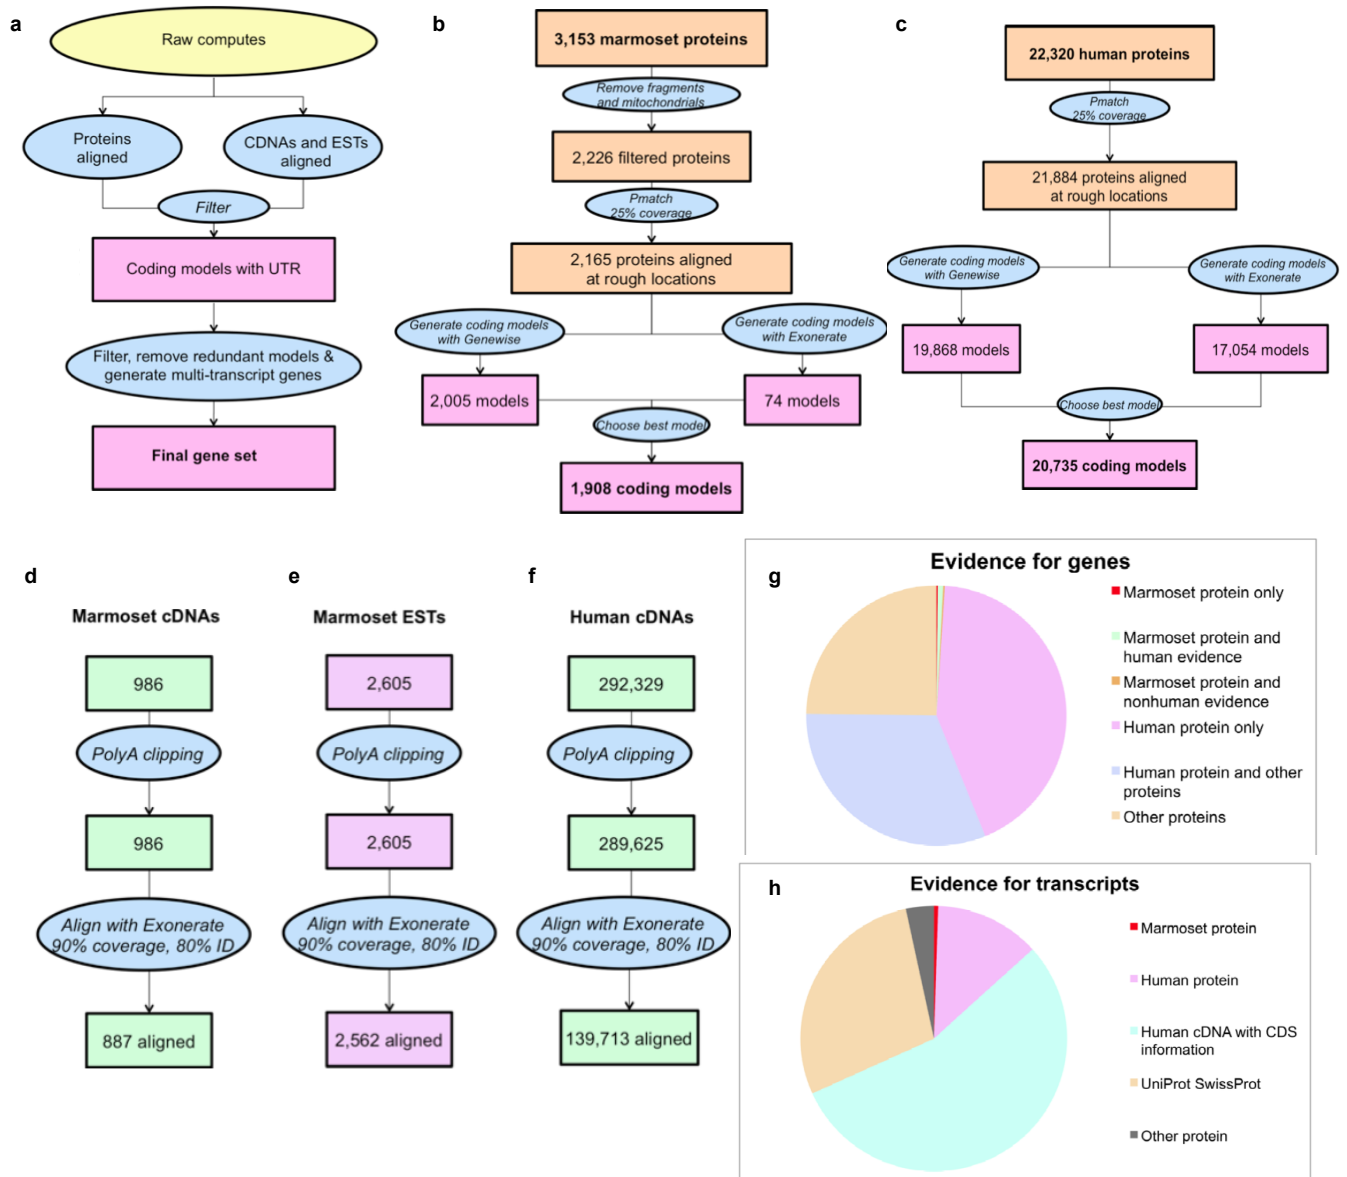 a
Raw computes
Proteins
aligned
CDNAs and ESTs
aligned
Filter
Coding models with UTR
Filter, remove redundant models &
generate multi-transcript genes
Final gene set
b
3,153 marmoset proteins
Remove fragments
and mitochondrials
2,226 filtered proteins
Pmatch
25% coverage
2,165 proteins aligned
at rough locations
Generate coding models
with Genewise
Generate coding models
with Exonerate
2,005 models
74 models
Choose best model
1,908 coding models
c
22,320 human proteins
Pmatch
25% coverage
21,884 proteins aligned
at rough locations
Generate coding models
with Genewise
Generate coding models
with Exonerate
19,868 models
17,054 models
Choose best model
20,735 coding models
d
Marmoset cDNAs
986
PolyA clipping
986
Align with Exonerate
90% coverage, 80% ID
887 aligned
e
Marmoset ESTs
2,605
PolyA clipping
2,605
Align with Exonerate
90% coverage, 80% ID
2,562 aligned
f
Human cDNAs
292,329
PolyA clipping
289,625
Align with Exonerate
90% coverage, 80% ID
139,713 aligned
g
Evidence for genes
Marmoset protein only
Marmoset protein and
human evidence
Marmoset protein and
nonhuman evidence
Human protein only
Human protein and other
proteins
Other proteins
h
Evidence for transcripts
Marmoset protein
Human protein
Human cDNA with CDS
information
UniProt SwissProt
Other protein